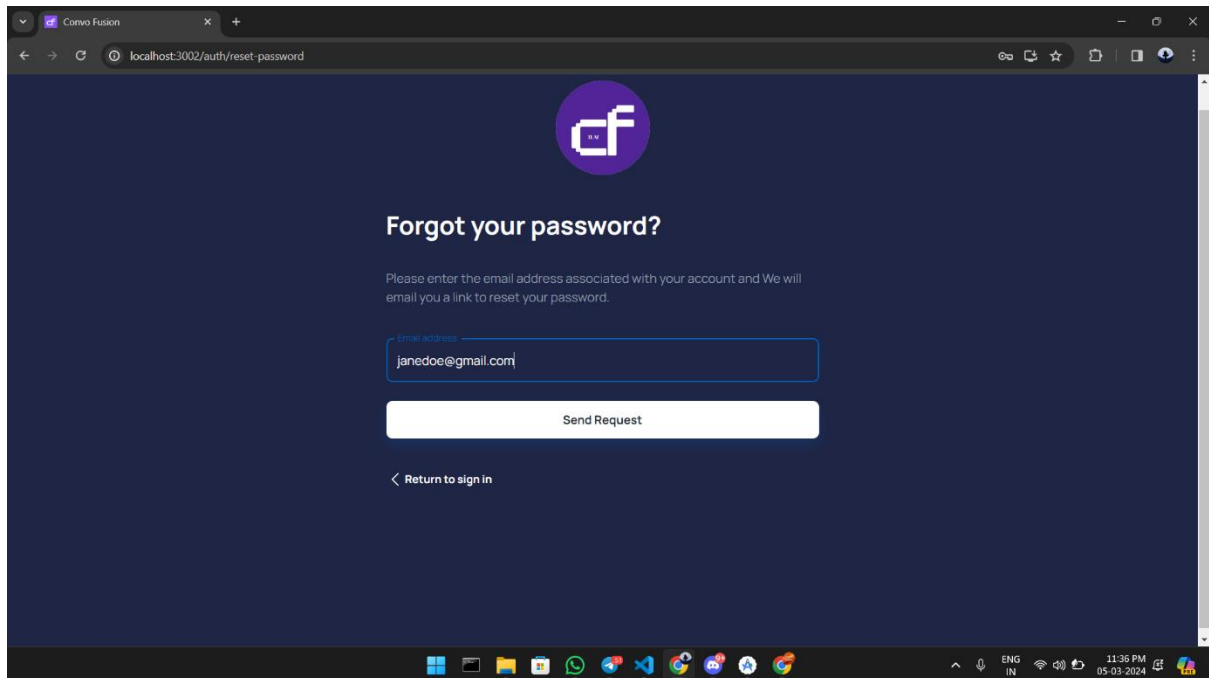 Convo Fusion
localhost:3002/auth/reset-password
cf
Forgot your password?
Please enter the email address associated with your account and We will
email you a link to reset your password.
Email address
janedoe@gmail.com
Send Request
Return to sign in
ENG
IN
11:36 PM
05-03-2024